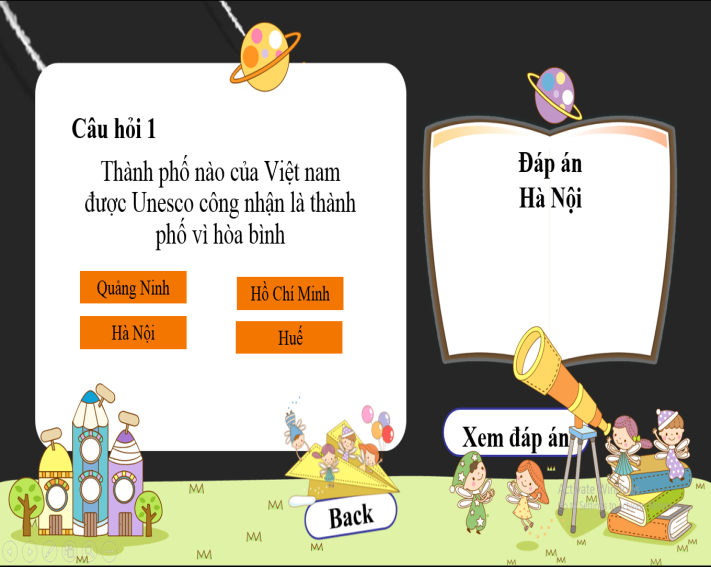 Câu hỏi 1
Thành phố nào của Việt nam
được Unesco công nhận là thành
phố vì hòa bình
Quảng Ninh
Hồ Chí Minh
Hà Nội
Huế
Đáp án
Hà Nội
Xem đáp án
Back